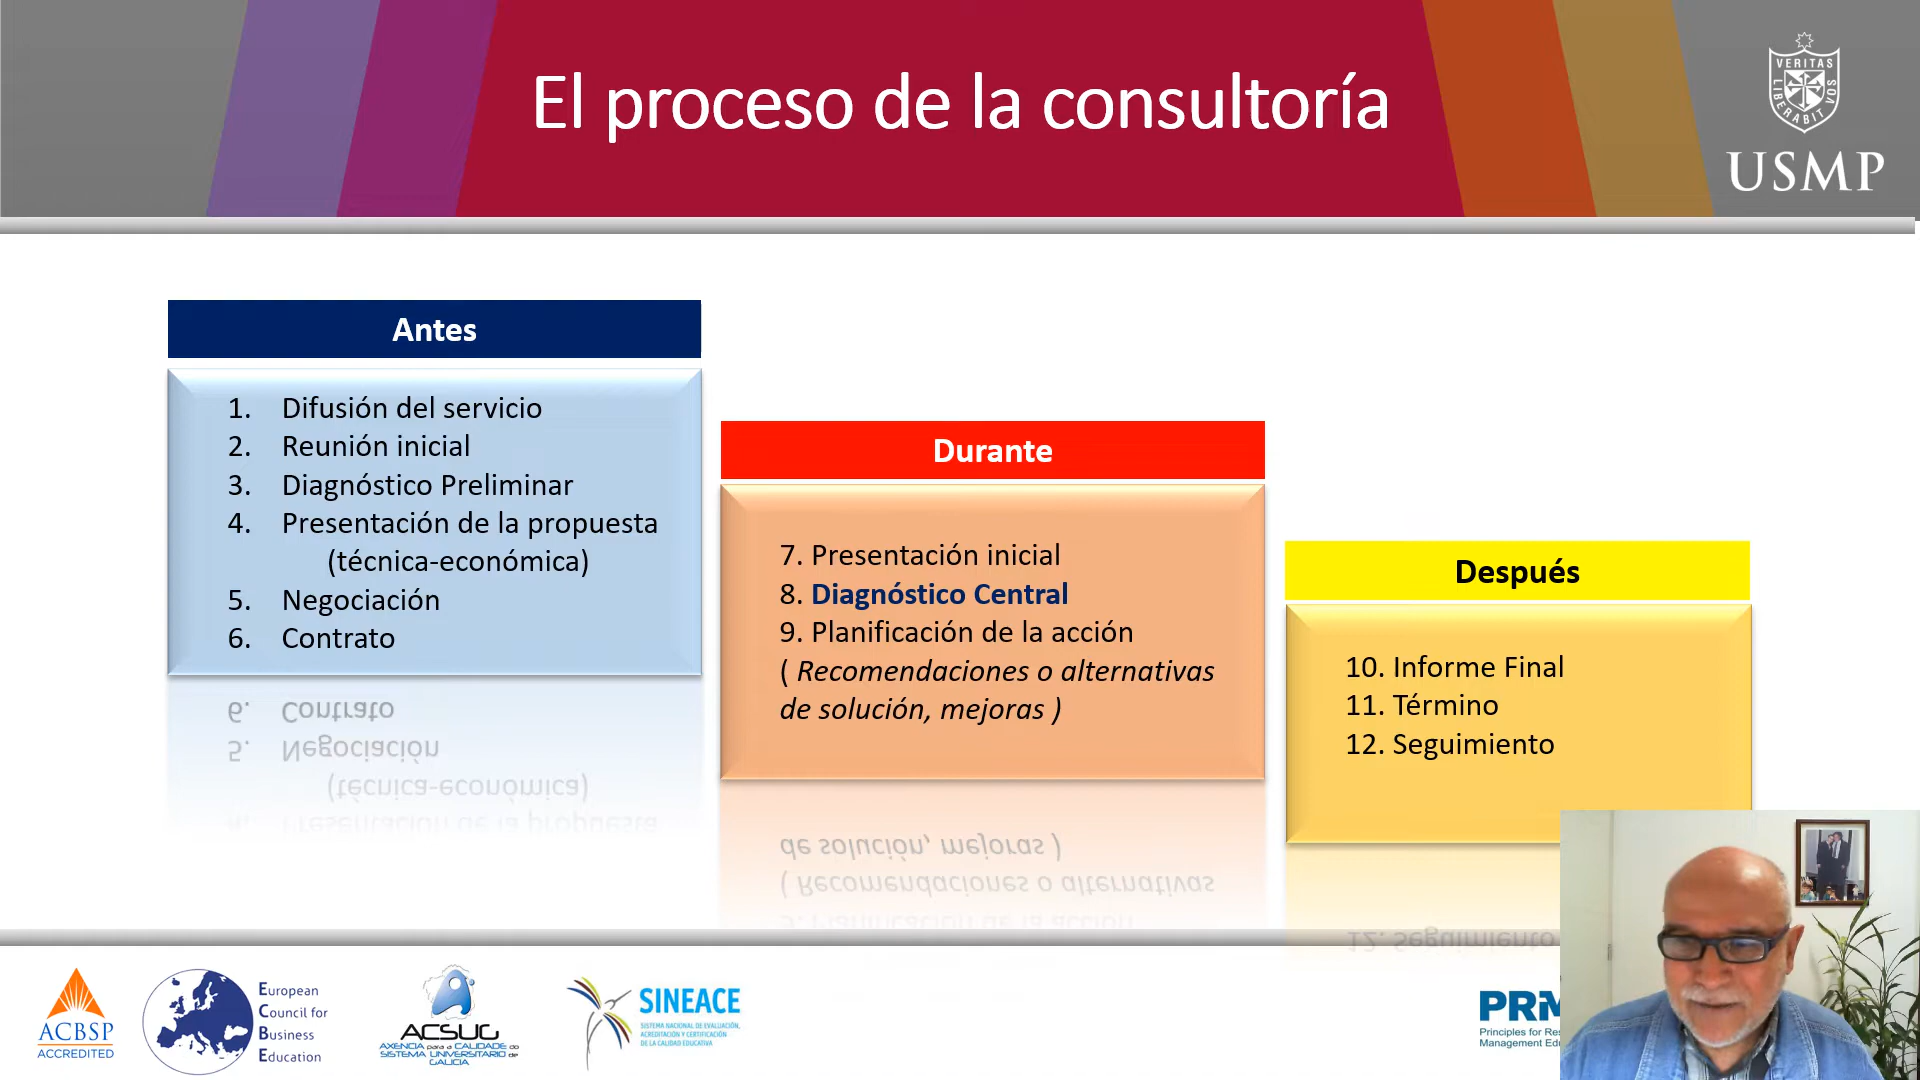 El proceso de la consultoría
VERITAS
LIBERABIT VOS
USMP
Antes
1. Difusión del servicio
2. Reunión inicial
3. Diagnóstico Preliminar
4. Presentación de la propuesta
(técnica-económica)
5. Negociación
6. Contrato
Durante
7. Presentación inicial
8. Diagnóstico Central
9. Planificación de la acción
( Recomendaciones o alternativas
de solución, mejoras )
Después
10. Informe Final
11. Término
12. Seguimiento
ACBSP
ACCREDITED
European
Council for
Business
Education
ACSUG
AXENCIA para a CALIDADE do
SISTEMA UNIVERSITARIO de
GALICIA
SINEACE
SISTEMA NACIONAL DE EVALUACIÓN,
ACREDITACIÓN Y CERTIFICACIÓN
DE LA CALIDAD EDUCATIVA
PRM
Principles for Res
Management Edu